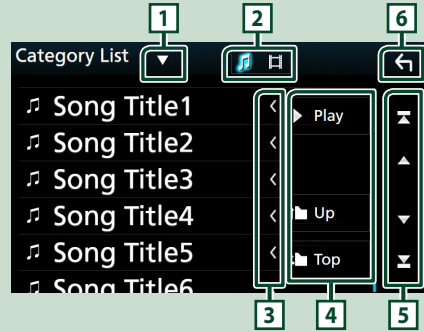 1 2 6
Category List
Song Title1
Play
Song Title2
Song Title3
Song Title4
Up
Song Title5
Top
Song Title6
3 4 5